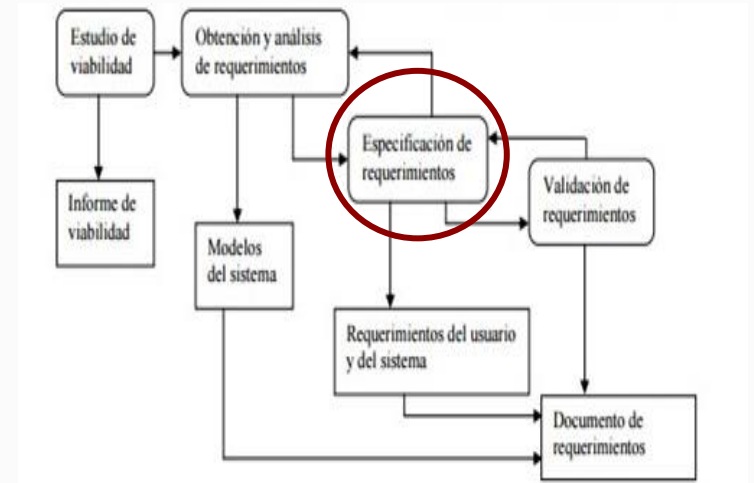 Estudio de
viabilidad
Obtención y análisis
de requerimientos
Especificación de
requerimientos
Validación de
requerimientos
Informe de
viabilidad
Modelos
del sistema
Requerimientos del usuario
y del sistema
Documento de
requerimientos